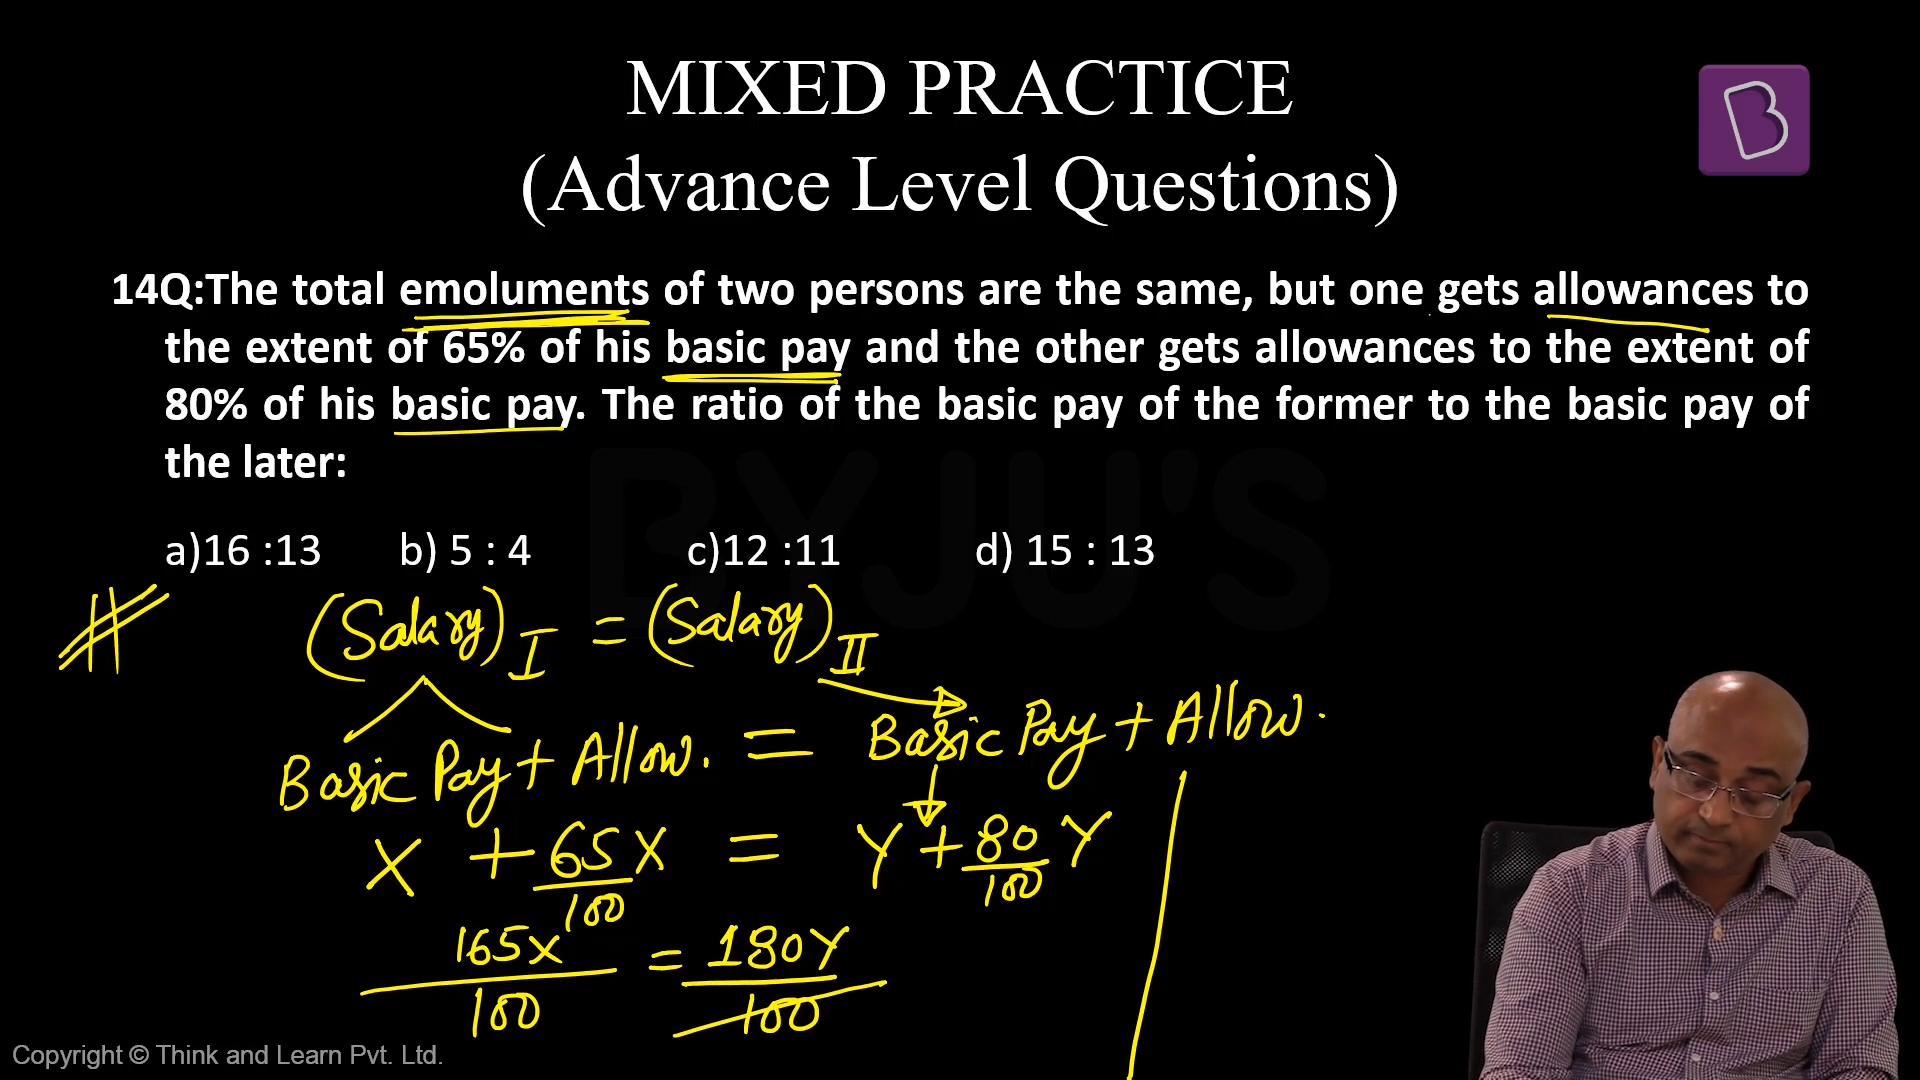 MIXED PRACTICE
(Advance Level Questions)
14Q:The total emoluments of two persons are the same, but one gets allowances to
the extent of 65% of his basic pay and the other gets allowances to the extent of
80% of his basic pay. The ratio of the basic pay of the former to the basic pay of
the later:
BYJU'S
a)16 :13 b) 5 : 4 c)12 :11 d) 15 : 13
(Salary) I = (Salary) II
Basic Pay + Allow. = Basic Pay + Allow.
X + 65/100 X = Y + 80/100 Y
165X/100 = 180Y/100
Copyright © Think and Learn Pvt. Ltd.